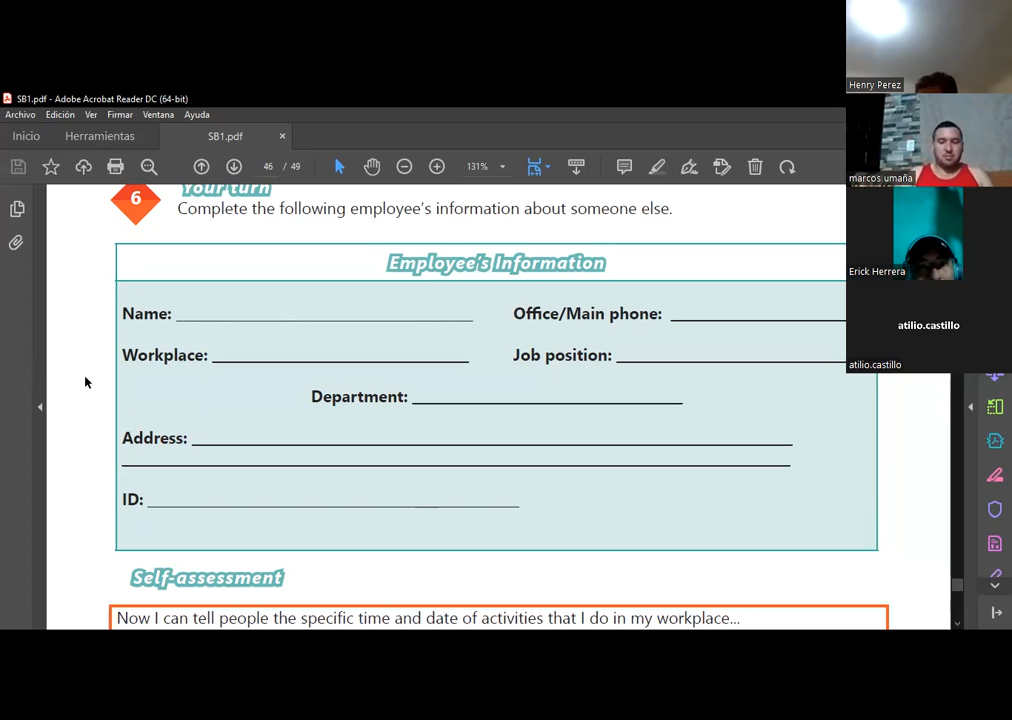 SB1.pdf - Adobe Acrobat Reader DC (64-bit)
Archivo Edición Ver Firmar Ventana Ayuda
Inicio Herramientas SB1.pdf
46 / 49 131%
6 Your turn
Complete the following employee's information about someone else.
Employee's Information
Name: Office/Main phone:
Workplace: Job position:
Department:
Address:
ID:
Self-assessment
Now I can tell people the specific time and date of activities that I do in my workplace...
Henry Perez
marcos umaña
Erick Herrera
atilio.castillo
atilio.castillo